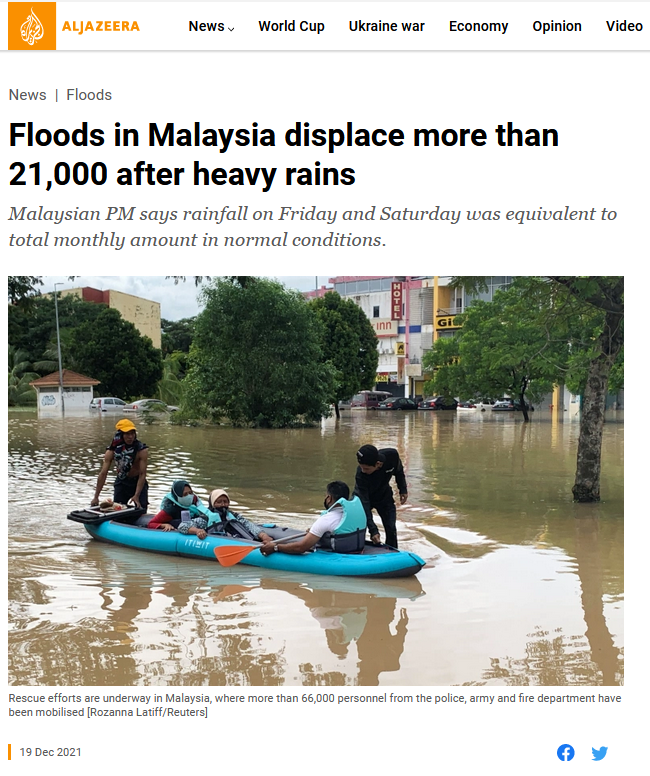 ALJAZEERA
News World Cup Ukraine war Economy Opinion Video
News | Floods
Floods in Malaysia displace more than
21,000 after heavy rains
Malaysian PM says rainfall on Friday and Saturday was equivalent to
total monthly amount in normal conditions.
HOTEL
inn
Gi
ITIWIT
Rescue efforts are underway in Malaysia, where more than 66,000 personnel from the police, army and fire department have
been mobilised [Rozanna Latiff/Reuters]
19 Dec 2021